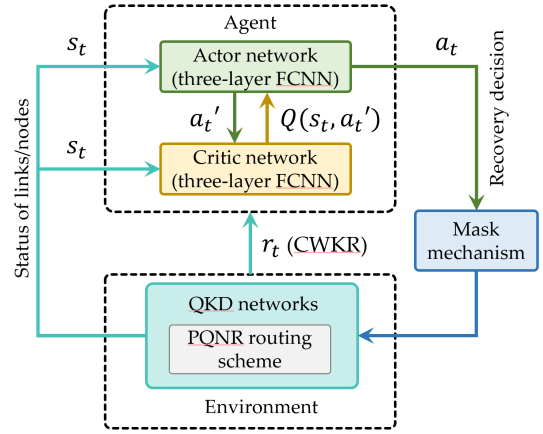 Agent
s_t
Actor network
(three-layer FCNN)
a_t
a_t'
Q(s_t, a_t')
s_t
Critic network
(three-layer FCNN)
Status of links/nodes
Recovery decision
Mask
mechanism
r_t (CWKR)
QKD networks
PQNR routing
scheme
Environment